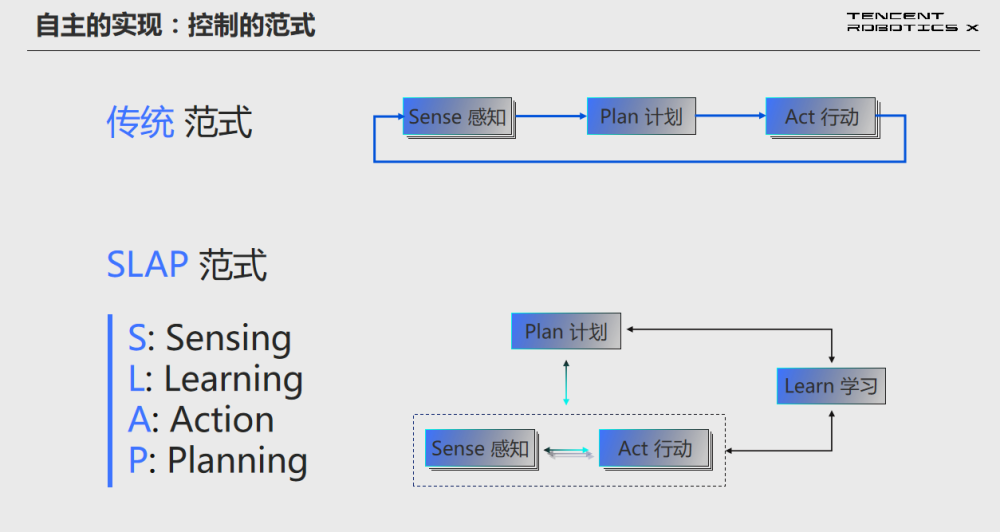 自主的实现：控制的范式
TENCENT
ROBOTICS X
传统 范式
Sense 感知
Plan 计划
Act 行动
SLAP 范式
S: Sensing
L: Learning
A: Action
P: Planning
Plan 计划
Learn 学习
Sense 感知
Act 行动